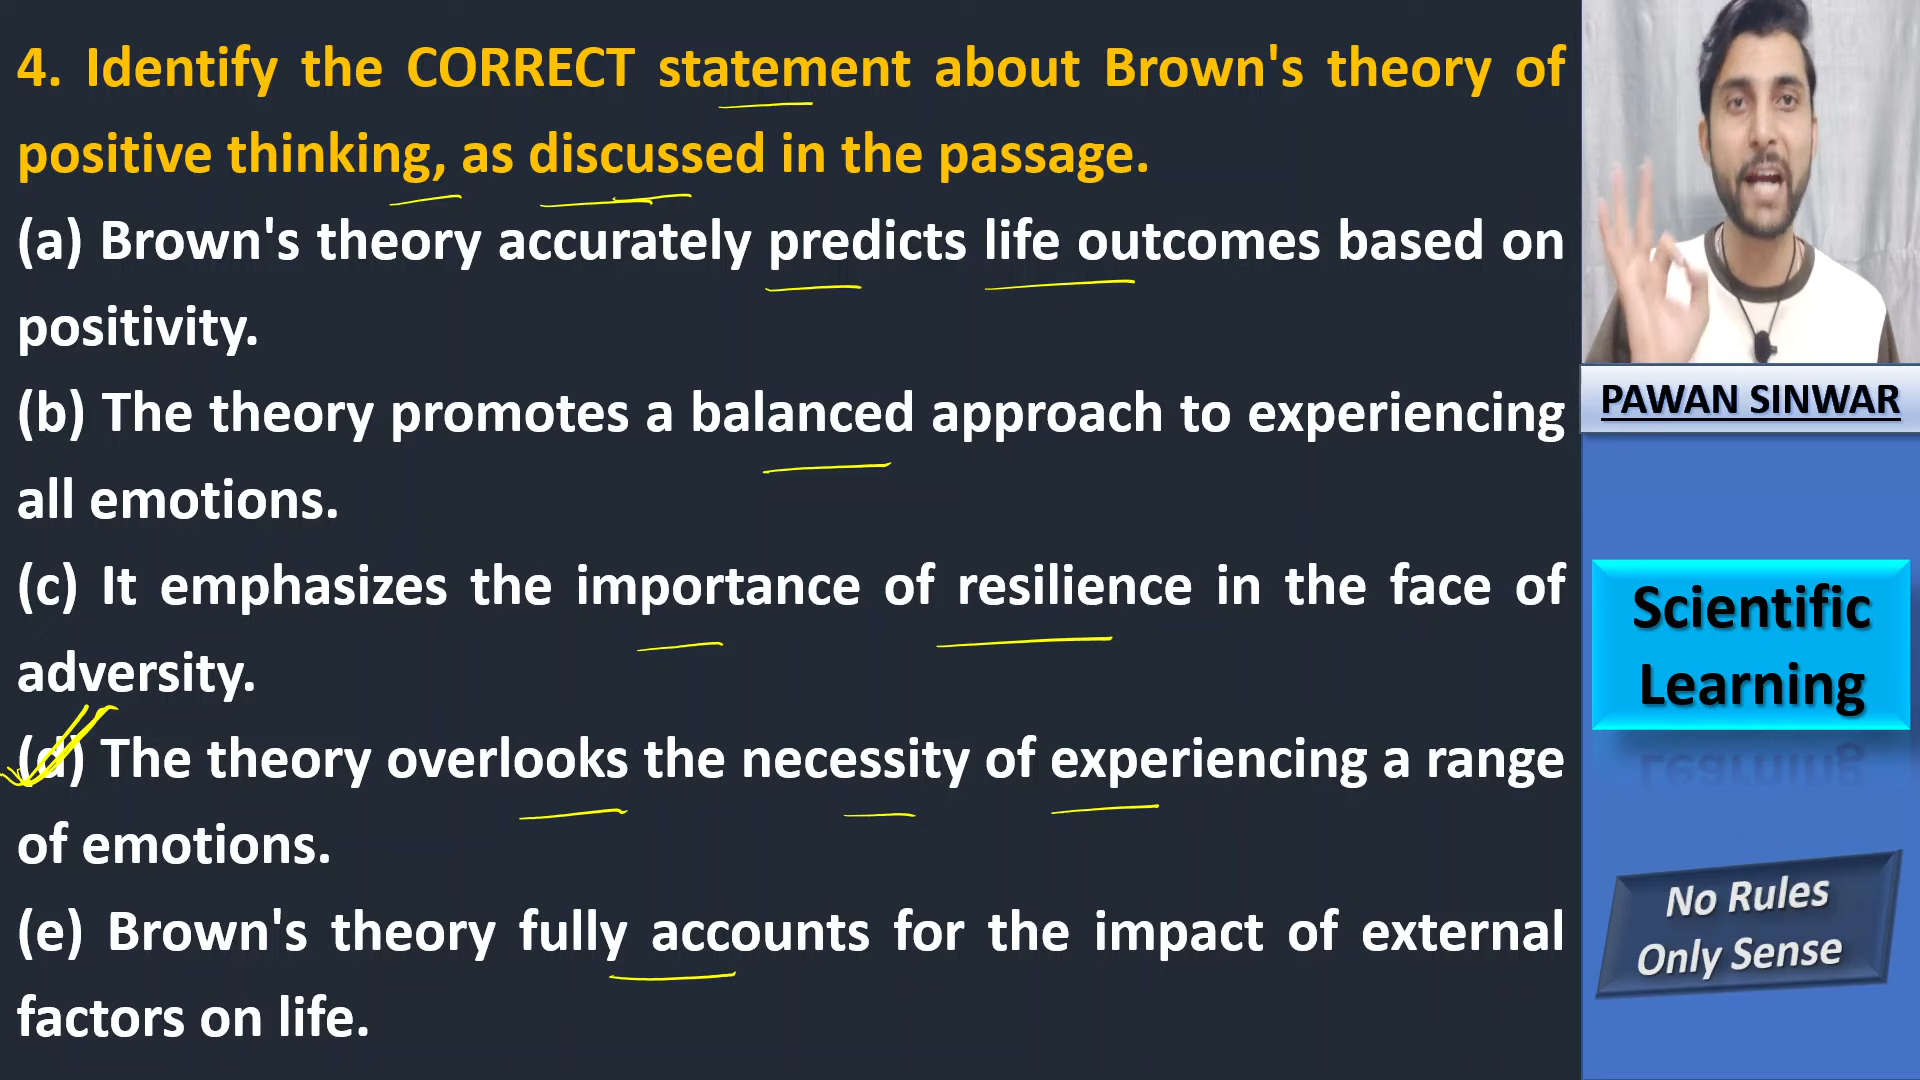 4. Identify the CORRECT statement about Brown's theory of
positive thinking, as discussed in the passage.
(a) Brown's theory accurately predicts life outcomes based on
positivity.
(b) The theory promotes a balanced approach to experiencing
all emotions.
(c) It emphasizes the importance of resilience in the face of
adversity.
(d) The theory overlooks the necessity of experiencing a range
of emotions.
(e) Brown's theory fully accounts for the impact of external
factors on life.
PAWAN SINWAR
Scientific
Learning
No Rules
Only Sense